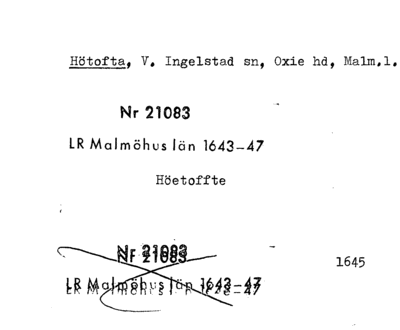 Hötofta, V. Ingelstad sn, Oxie hd, Malm.l.
Nr 21083
LR Malmöhus län 1643-47
Höetoffte
Nr 21083
1645
LR Malmöhus län 1643-47